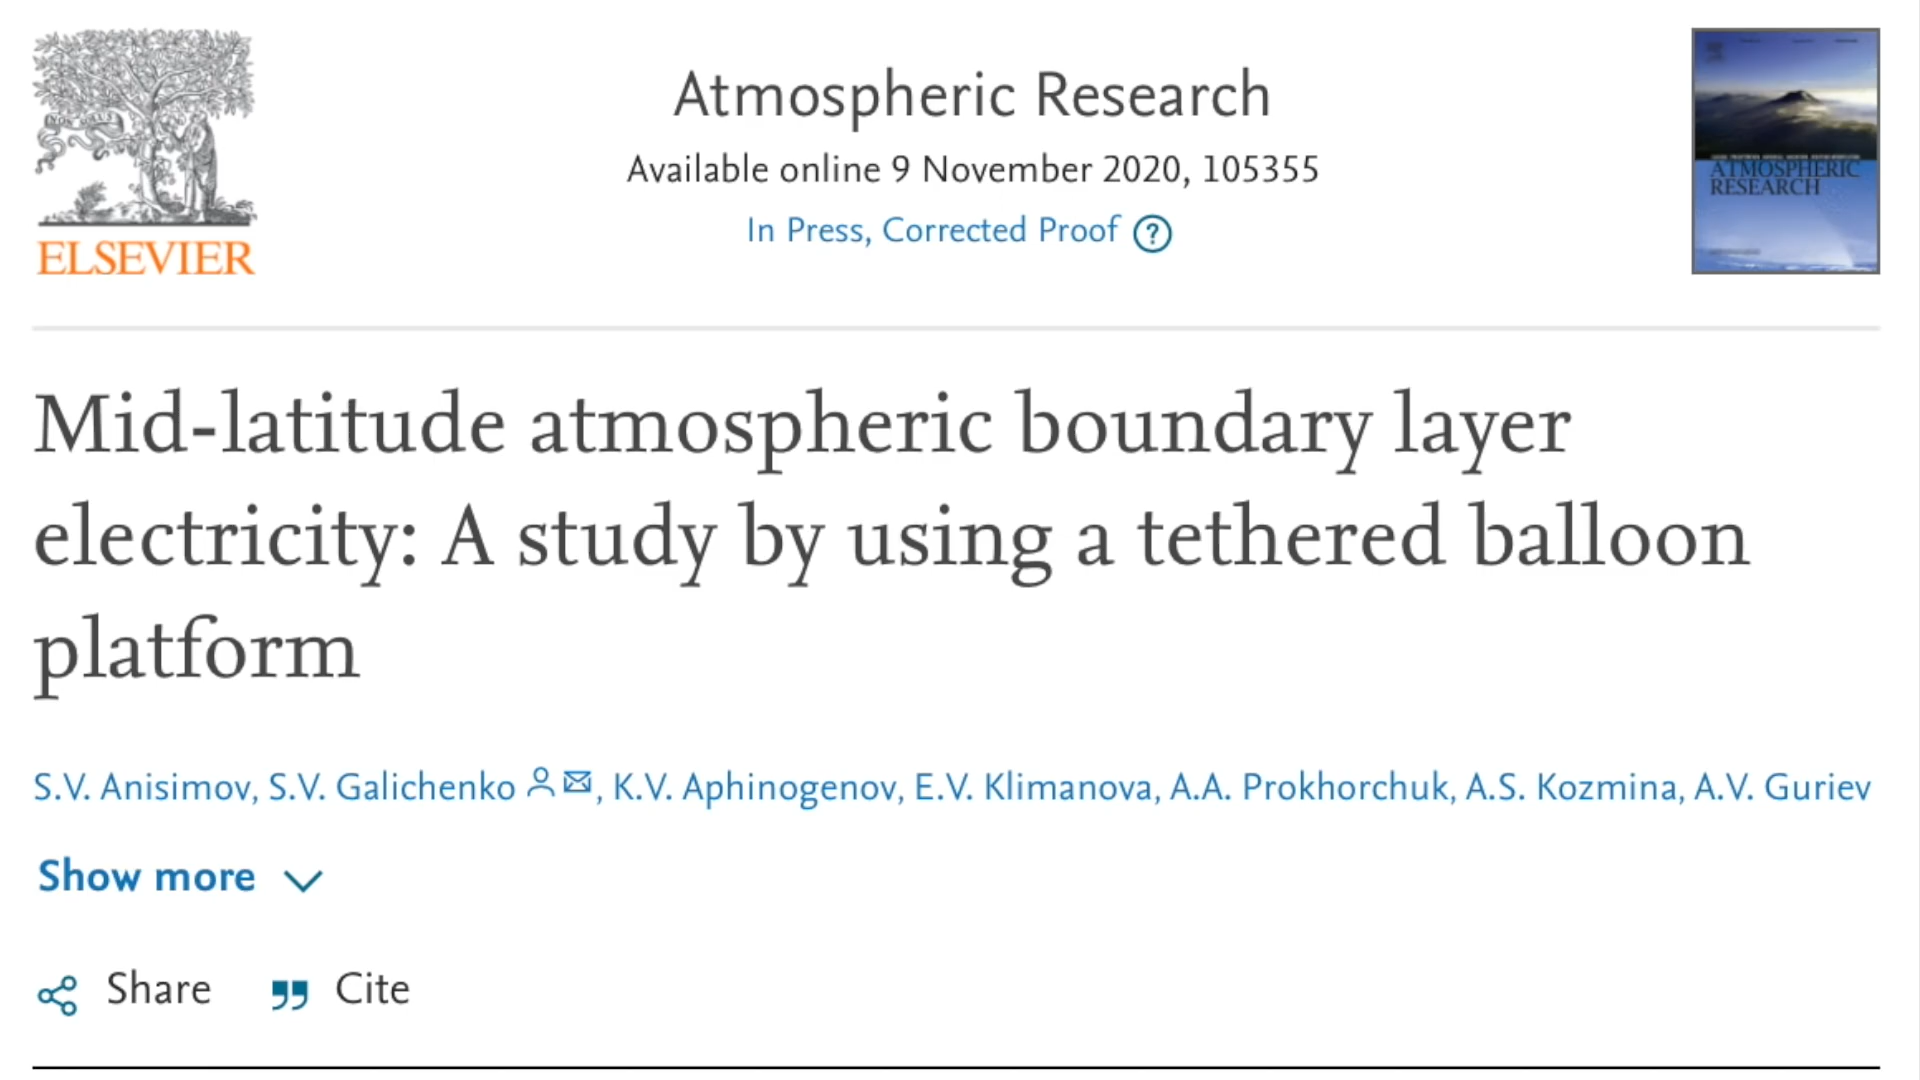 Atmospheric Research
Available online 9 November 2020, 105355
In Press, Corrected Proof ?
NON SOLUS
ELSEVIER
ATMOSPHERIC
RESEARCH
Mid-latitude atmospheric boundary layer
electricity: A study by using a tethered balloon
platform
S.V. Anisimov, S.V. Galichenko , K.V. Aphinogenov, E.V. Klimanova, A.A. Prokhorchuk, A.S. Kozmina, A.V. Guriev
Show more
Share Cite